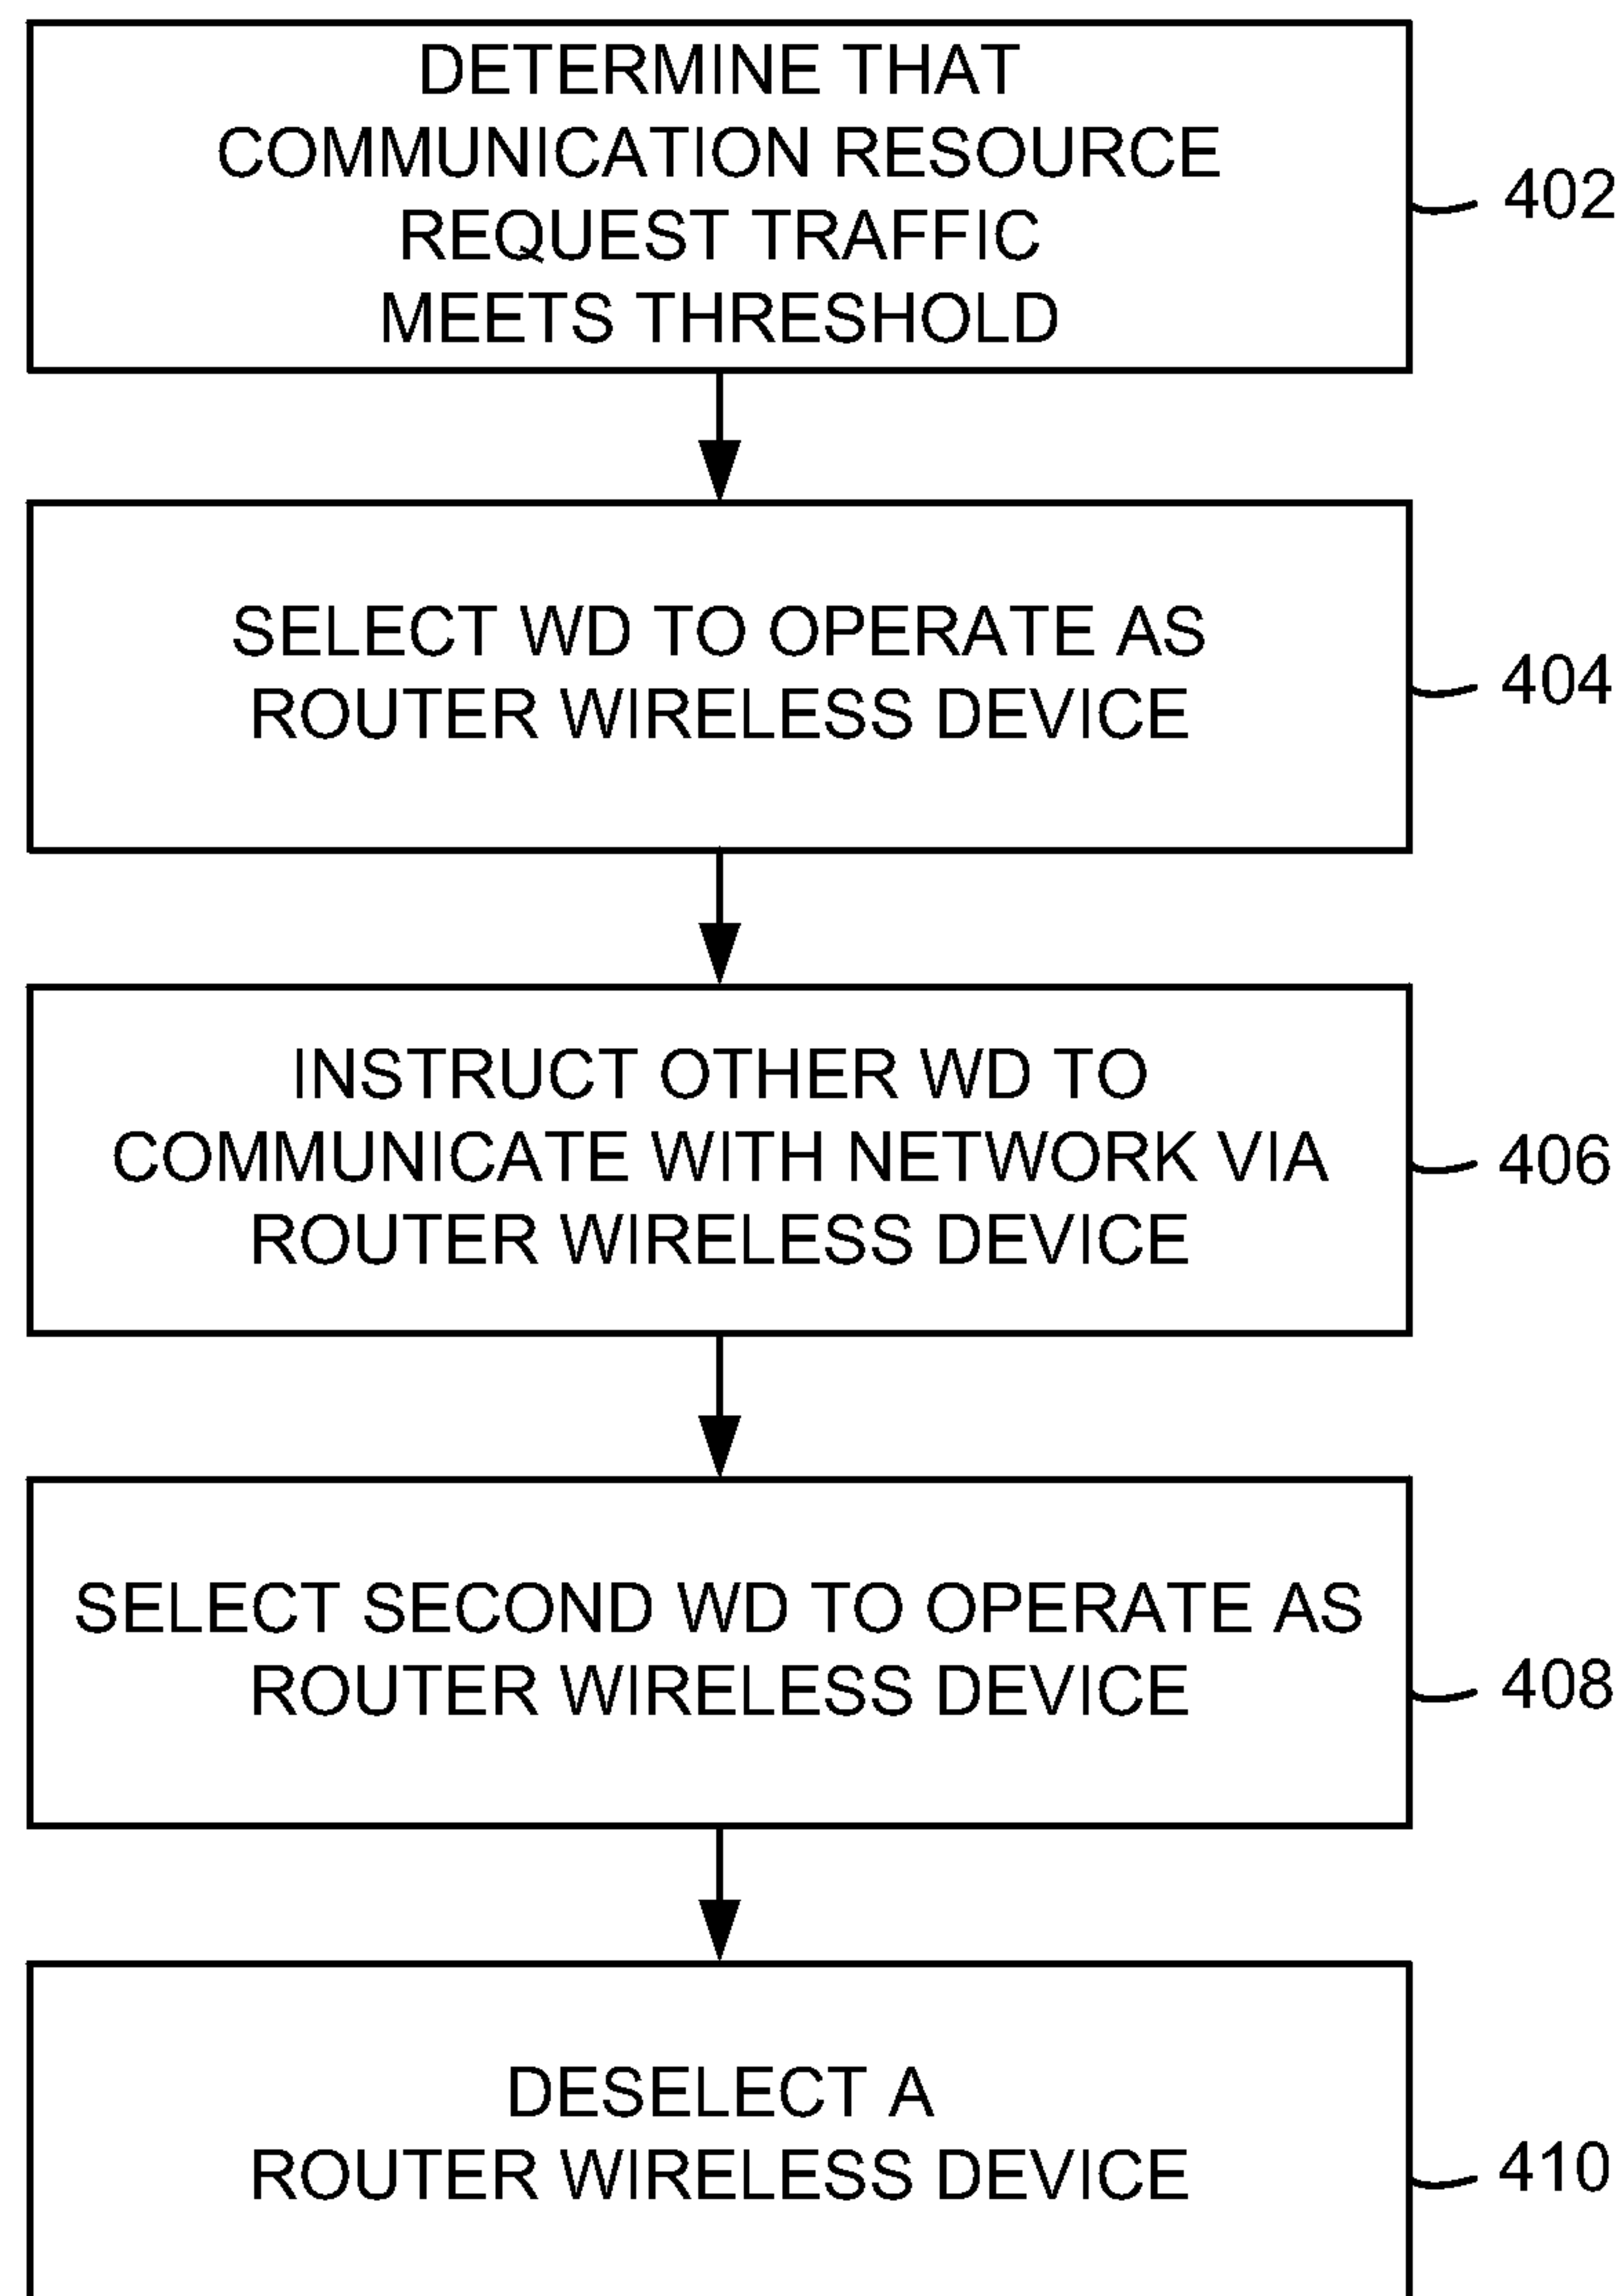 DETERMINE THAT
COMMUNICATION RESOURCE
REQUEST TRAFFIC
MEETS THRESHOLD
402
SELECT WD TO OPERATE AS
ROUTER WIRELESS DEVICE
404
INSTRUCT OTHER WD TO
COMMUNICATE WITH NETWORK VIA
ROUTER WIRELESS DEVICE
406
SELECT SECOND WD TO OPERATE AS
ROUTER WIRELESS DEVICE
408
DESELECT A
ROUTER WIRELESS DEVICE
410